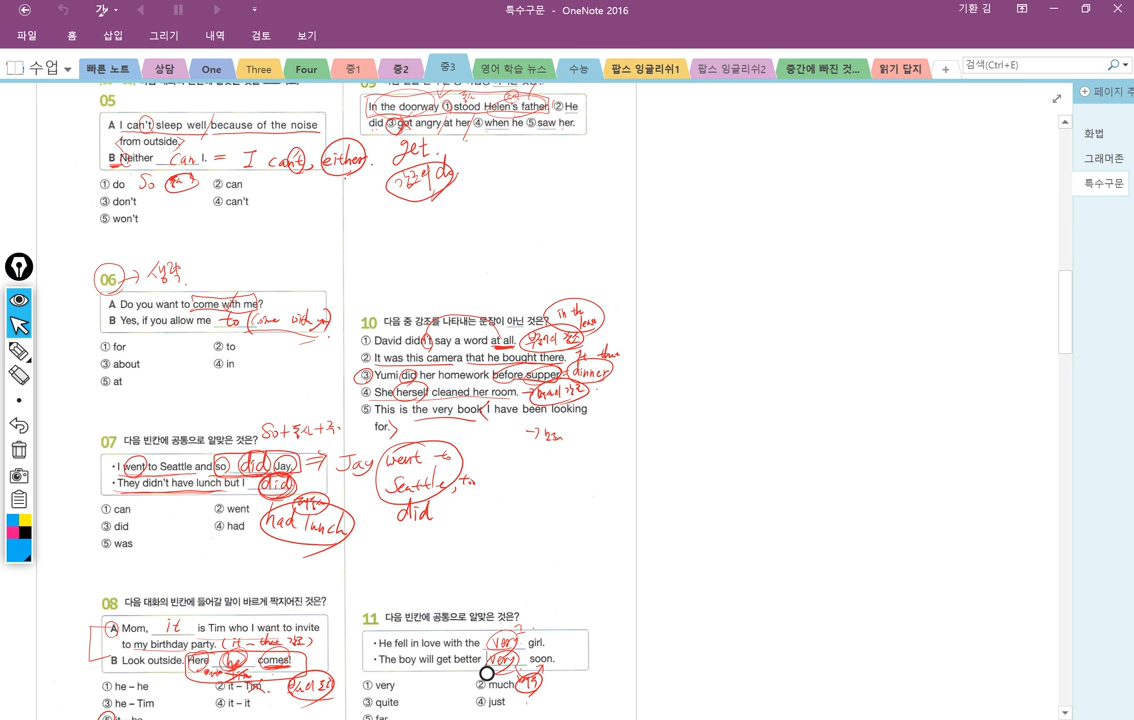 특수구문 - OneNote 2016
기환 김
파일 홈 삽입 그리기 내역 검토 보기
수업 빠른 노트 상담 One Three Four 중1 중2 중3 영어 학습 뉴스 수능 팝스 잉글리쉬1 팝스 잉글리쉬2 중간에 빠진 것... 읽기 답지 + 검색(Ctrl+E)
페이지 추
화법
그래머존
특수구문
05
A I can't sleep well because of the noise
from outside.
B Neither can I. = I can't, either.
So
① do ② can
③ don't ④ can't
⑤ won't
06 → 생략
A Do you want to come with me?
B Yes, if you allow me to (come with you)
① for ② to
③ about ④ in
⑤ at
07 다음 빈칸에 공통으로 알맞은 것은?
So + 동사 + 주
• I went to Seattle and so did Jay. ⇒ Jay went to Seattle, too
• They didn't have lunch but I did
did
had lunch
① can ② went
③ did ④ had
⑤ was
08 다음 대화의 빈칸에 들어갈 말이 바르게 짝지어진 것은?
A Mom, it is Tim who I want to invite
to my birthday party. (it ~ that 강조)
B Look outside. Here he comes!
Tim
① he – he ② it – Tim
③ he – Tim ④ it – it
⑤ it – he
09
In the doorway ① stood Helen's father. ② He
did ③ got angry at her ④ when he ⑤ saw her.
get.
강조의 do
10 다음 중 강조를 나타내는 문장이 아닌 것은?
in the least
① David didn't say a word at all.
② It was this camera that he bought there.
It that
③ Yumi did her homework before supper. = dinner
④ She herself cleaned her room. →
⑤ This is the very book I have been looking
for.
11 다음 빈칸에 공통으로 알맞은 것은?
• He fell in love with the very girl.
• The boy will get better very soon.
① very ② much
③ quite ④ just
⑤ far